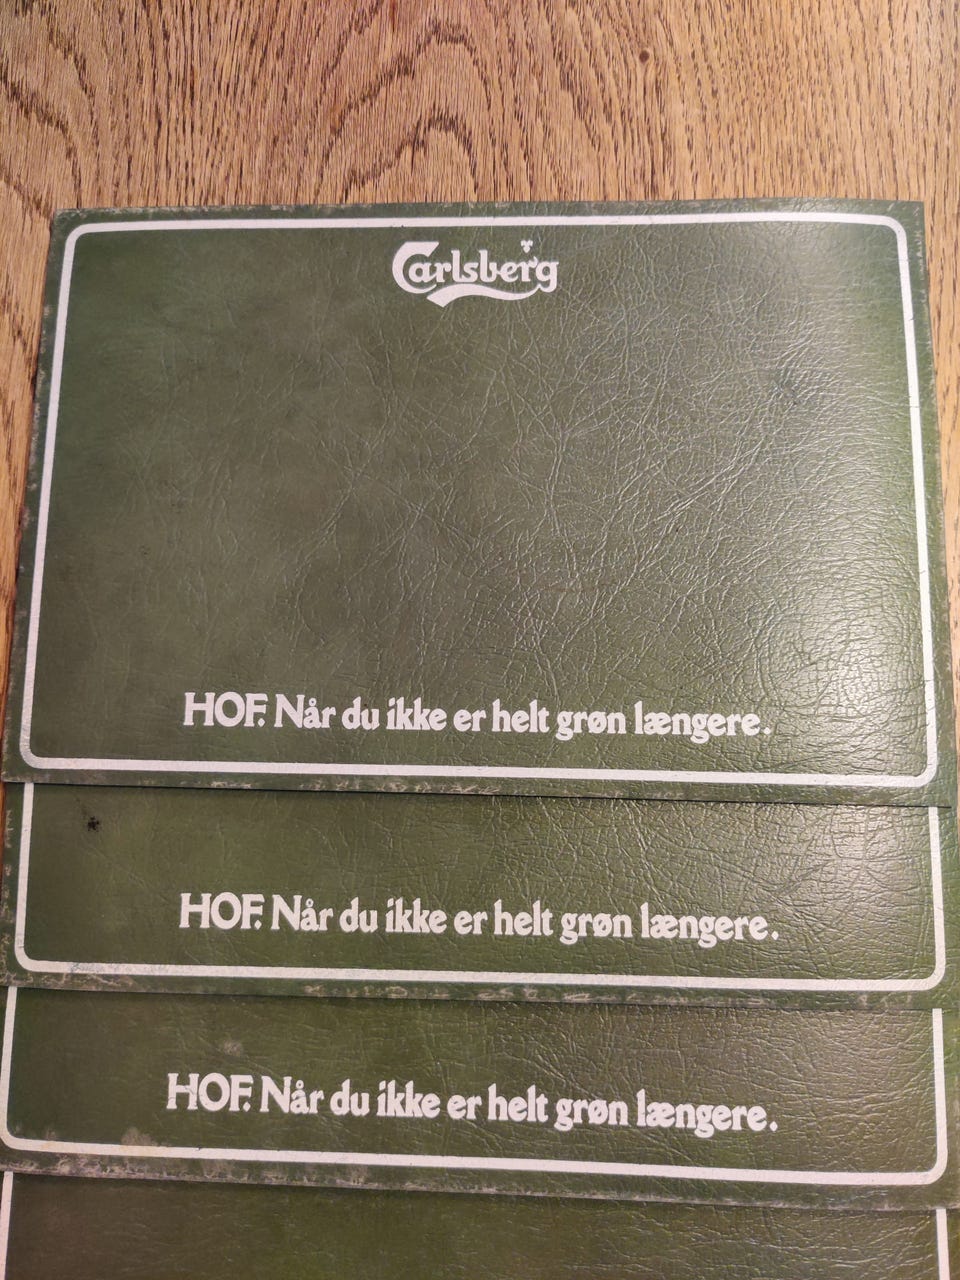 Carlsberg
HOF. Når du ikke er helt grøn længere.
HOF. Når du ikke er helt grøn længere.
HOF. Når du ikke er helt grøn længere.